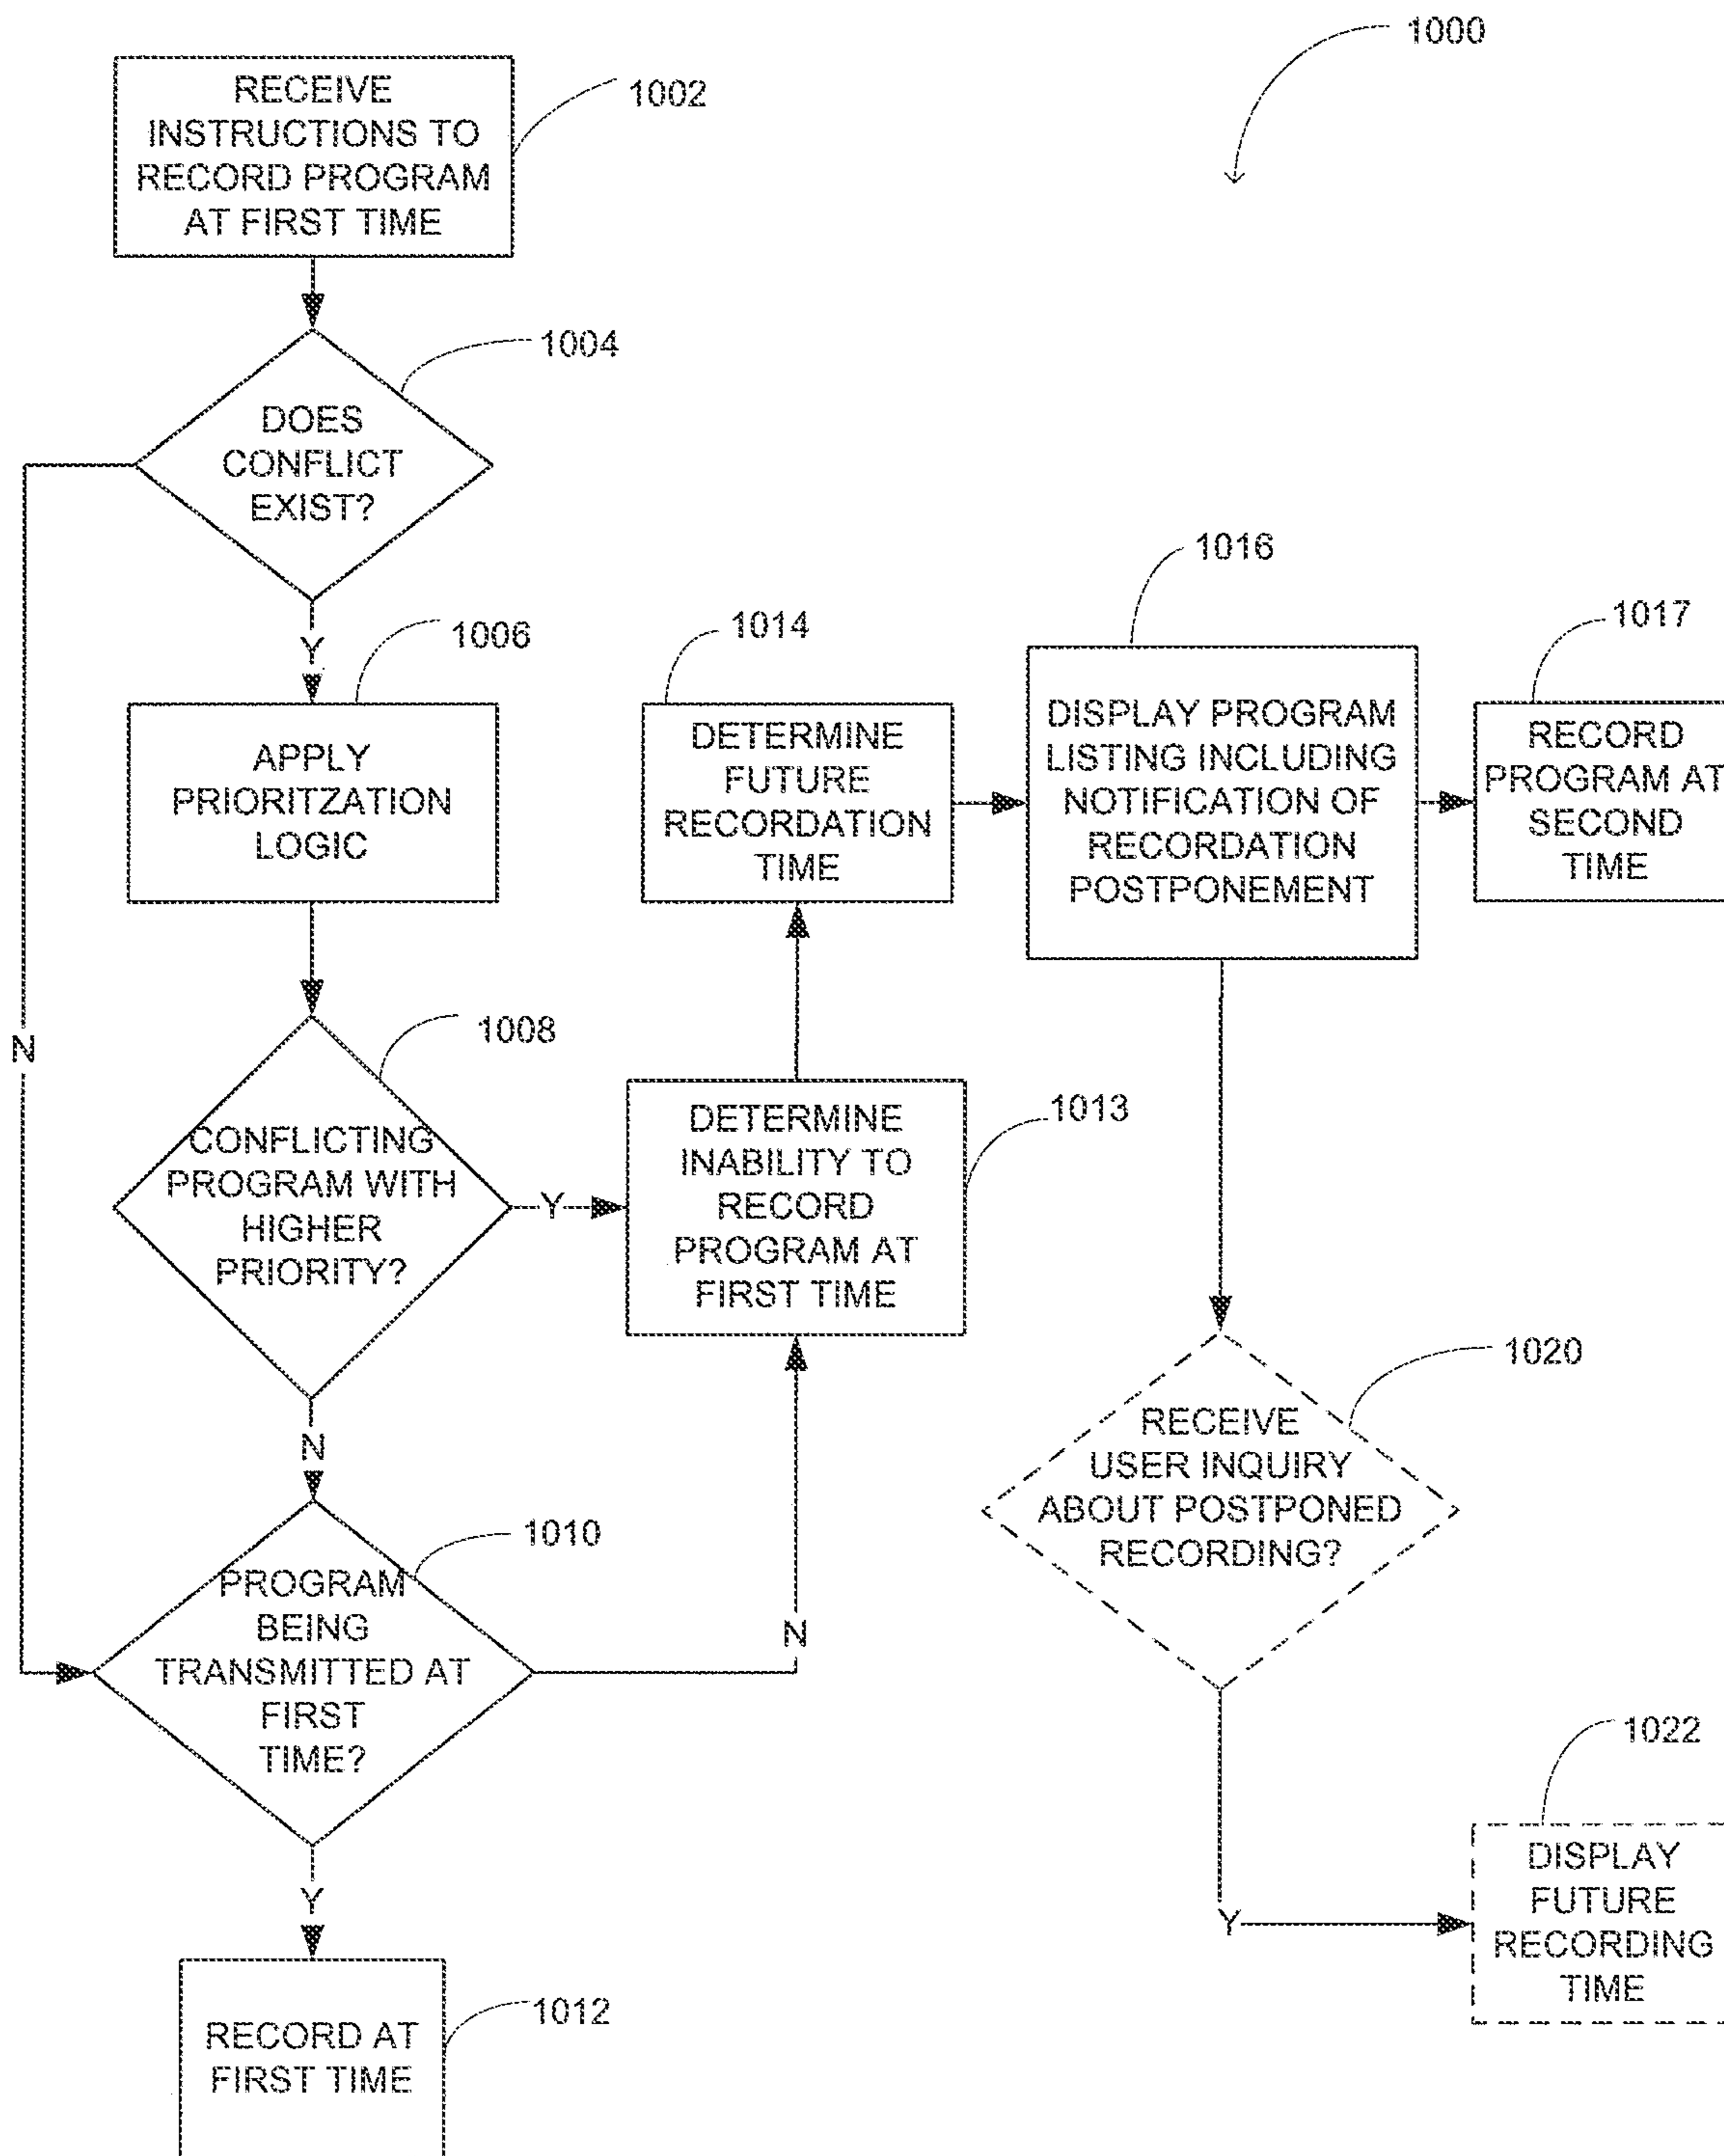 1000
RECEIVE
INSTRUCTIONS TO
RECORD PROGRAM
AT FIRST TIME
1002
DOES
CONFLICT
EXIST?
1004
Y
N
APPLY
PRIORITZATION
LOGIC
1006
CONFLICTING
PROGRAM WITH
HIGHER
PRIORITY?
1008
Y
N
PROGRAM
BEING
TRANSMITTED AT
FIRST
TIME?
1010
N
Y
RECORD AT
FIRST TIME
1012
DETERMINE
INABILITY TO
RECORD
PROGRAM AT
FIRST TIME
1013
DETERMINE
FUTURE
RECORDATION
TIME
1014
DISPLAY PROGRAM
LISTING INCLUDING
NOTIFICATION OF
RECORDATION
POSTPONEMENT
1016
RECORD
PROGRAM AT
SECOND
TIME
1017
RECEIVE
USER INQUIRY
ABOUT POSTPONED
RECORDING?
1020
Y
DISPLAY
FUTURE
RECORDING
TIME
1022